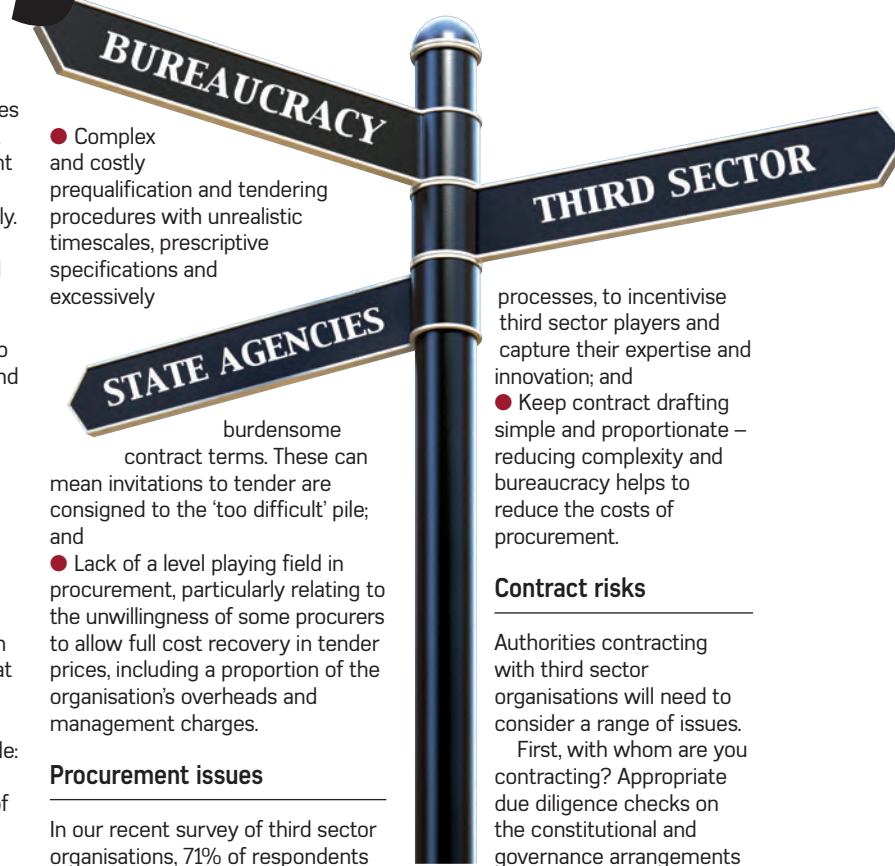 BUREAUCRACY
THIRD SECTOR
STATE AGENCIES
● Complex
and costly
prequalification and tendering
procedures with unrealistic
timescales, prescriptive
specifications and
excessively
burdensome
contract terms. These can
mean invitations to tender are
consigned to the ‘too difficult’ pile;
and
● Lack of a level playing field in
procurement, particularly relating to
the unwillingness of some procurers
to allow full cost recovery in tender
prices, including a proportion of the
organisation’s overheads and
management charges.
Procurement issues
In our recent survey of third sector
organisations, 71% of respondents
processes, to incentivise
third sector players and
capture their expertise and
innovation; and
● Keep contract drafting
simple and proportionate –
reducing complexity and
bureaucracy helps to
reduce the costs of
procurement.
Contract risks
Authorities contracting
with third sector
organisations will need to
consider a range of issues.
First, with whom are you
contracting? Appropriate
due diligence checks on
the constitutional and
governance arrangements